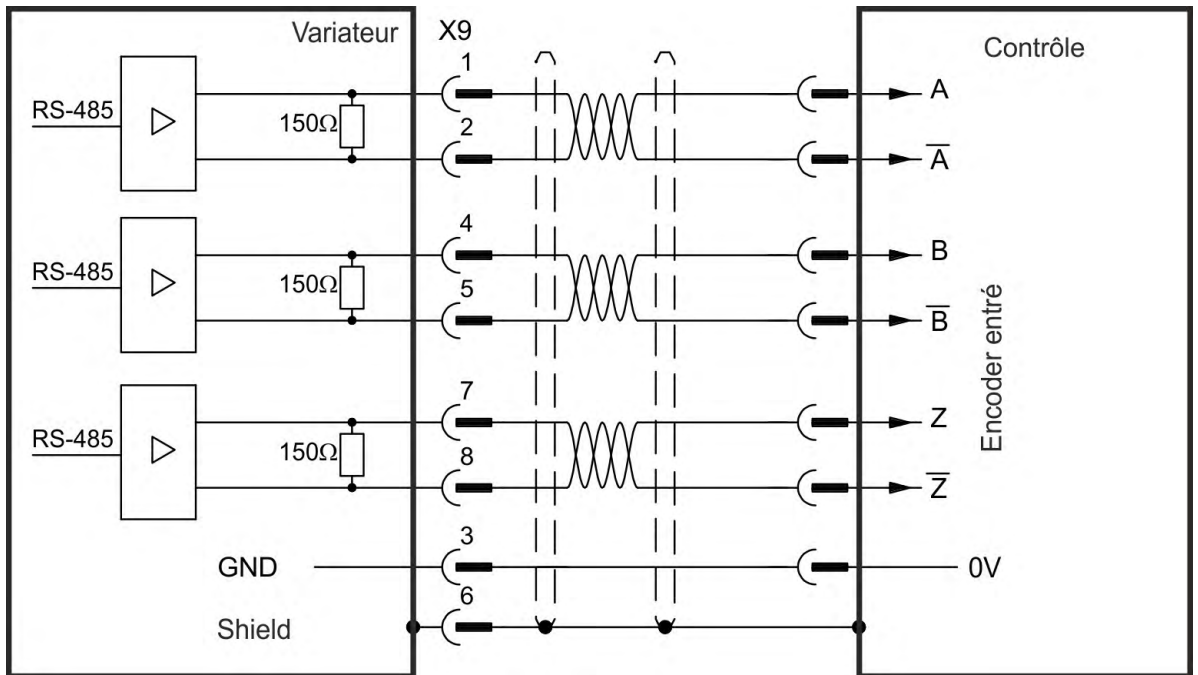 Variateur
X9
Contrôle
1
RS-485
150Ω
A
2
A̅
4
RS-485
150Ω
B
5
B̅
Encoder entré
7
RS-485
150Ω
Z
8
Z̅
3
GND
0V
6
Shield